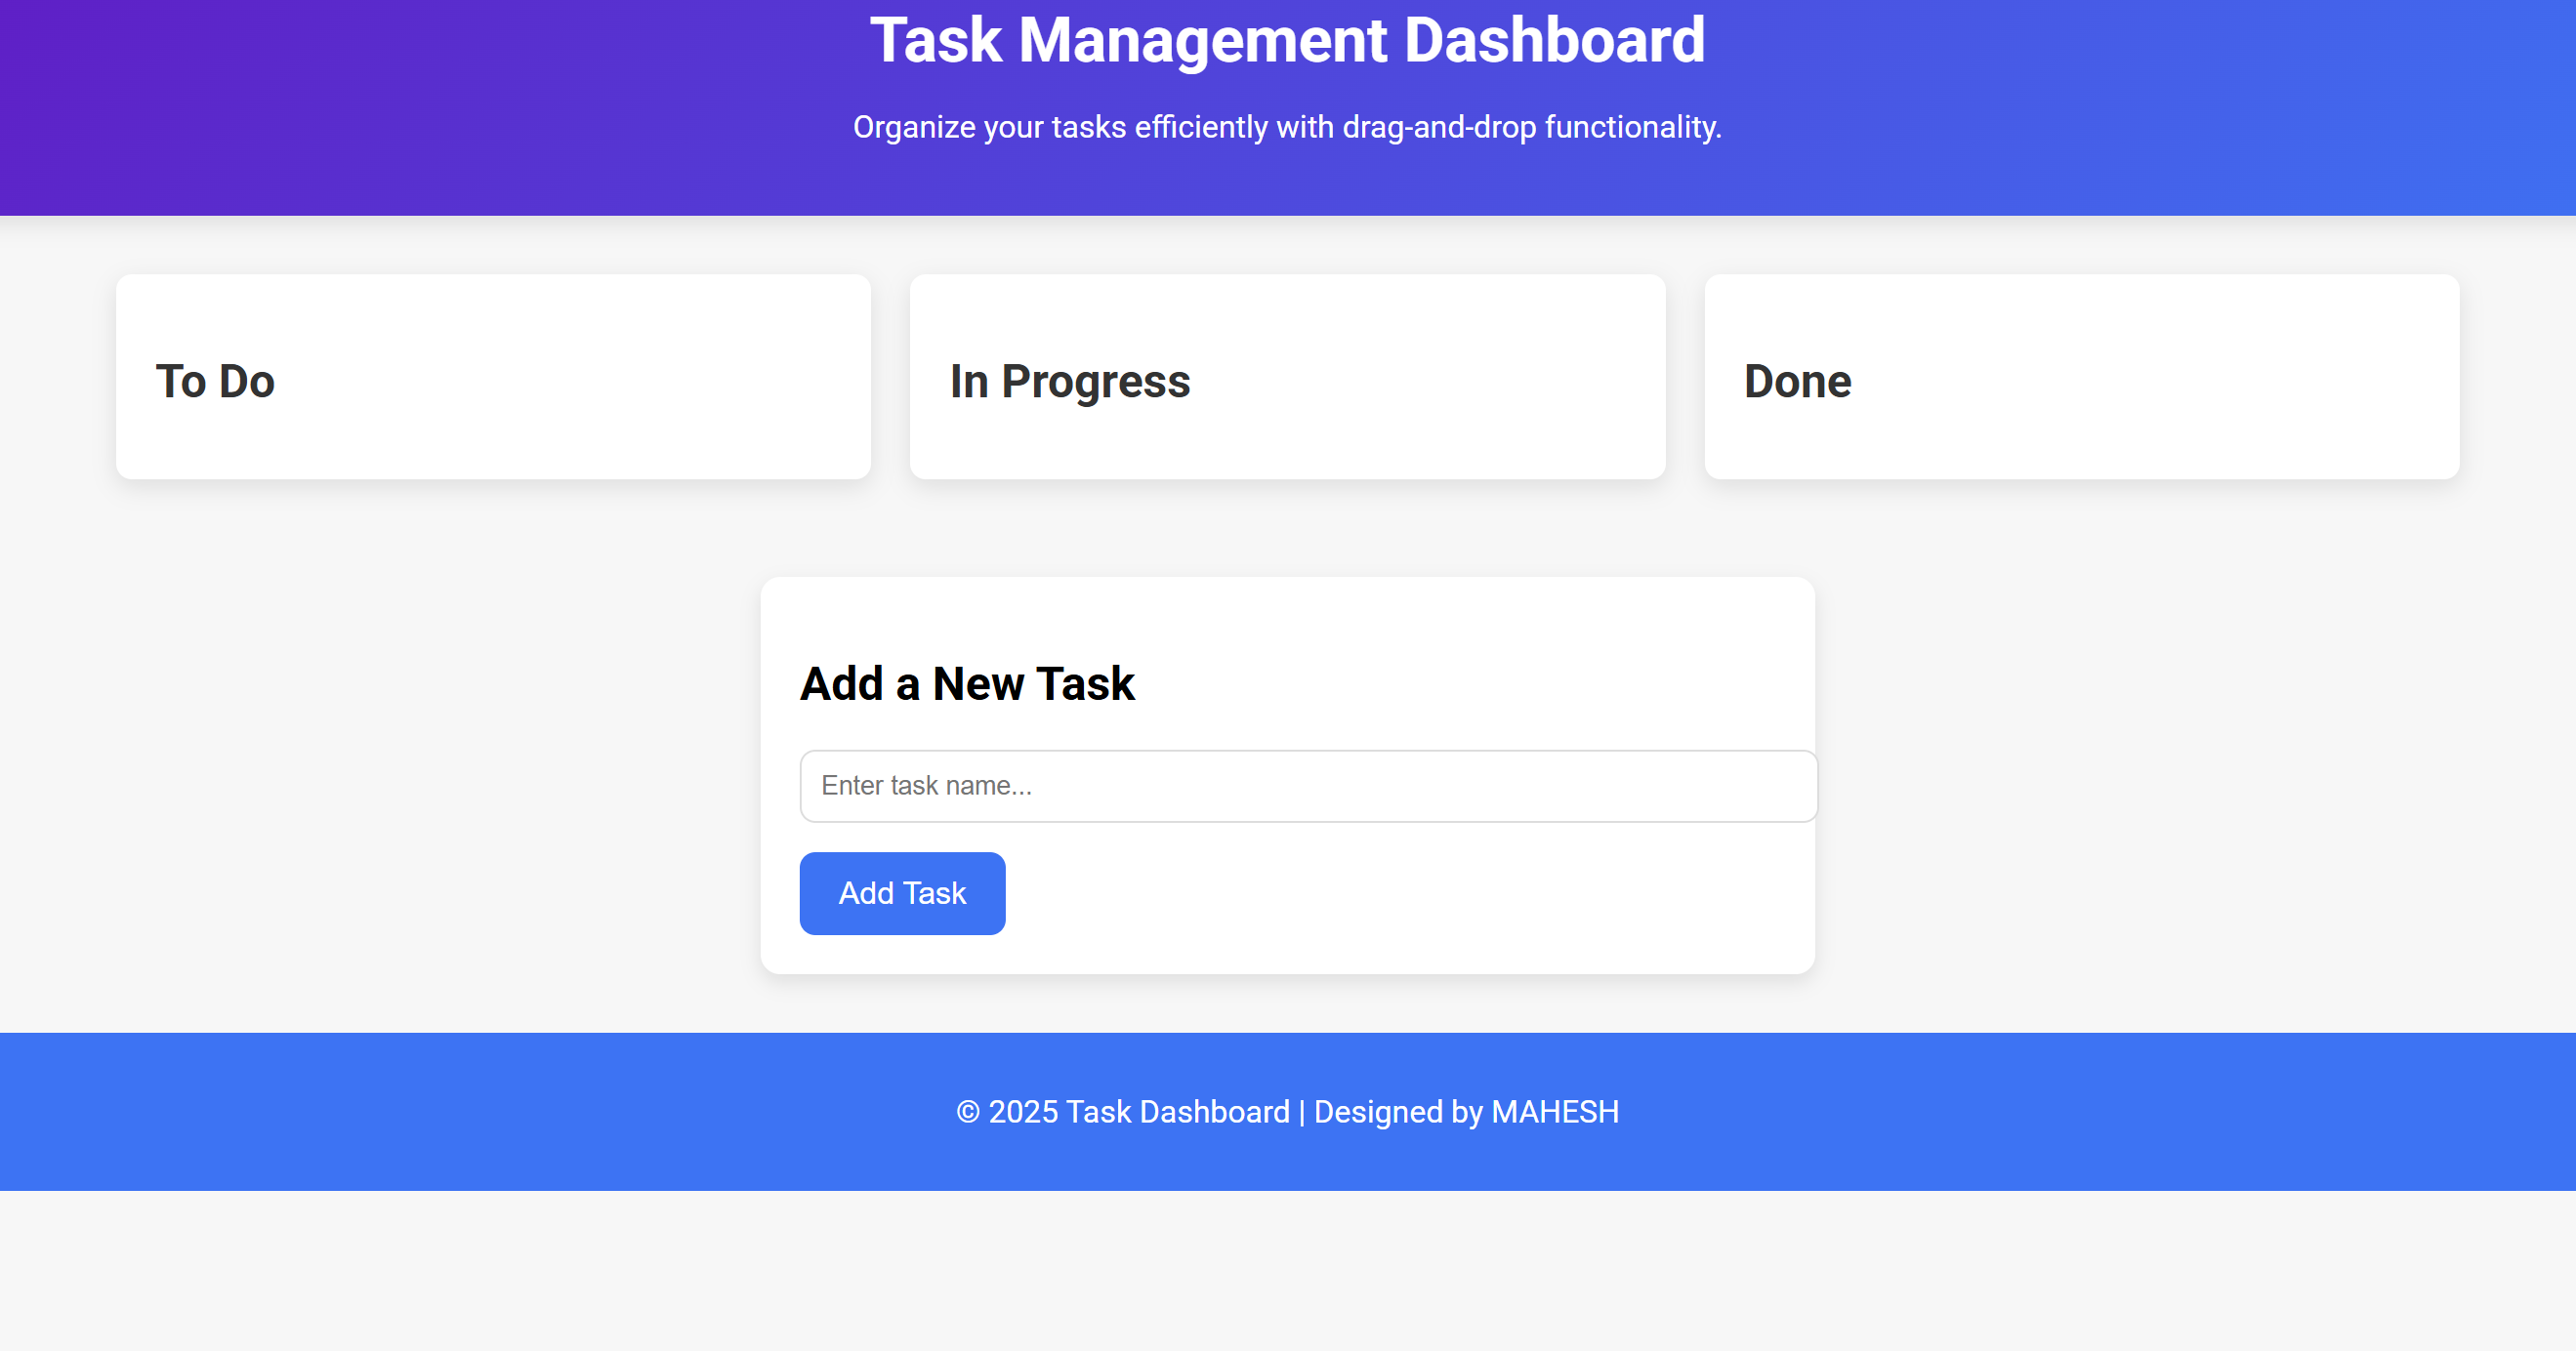 Task Management Dashboard
Organize your tasks efficiently with drag-and-drop functionality.
To Do
In Progress
Done
Add a New Task
Enter task name...
Add Task
© 2025 Task Dashboard | Designed by MAHESH